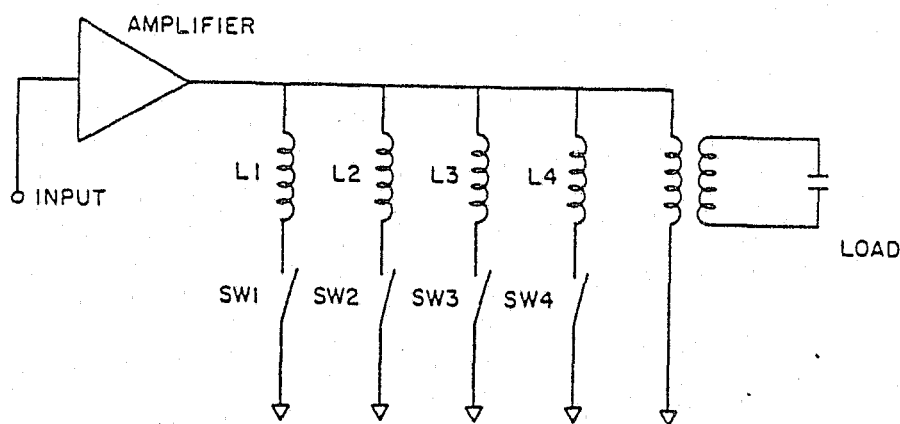 AMPLIFIER
INPUT
L1
L2
L3
L4
LOAD
SW1
SW2
SW3
SW4